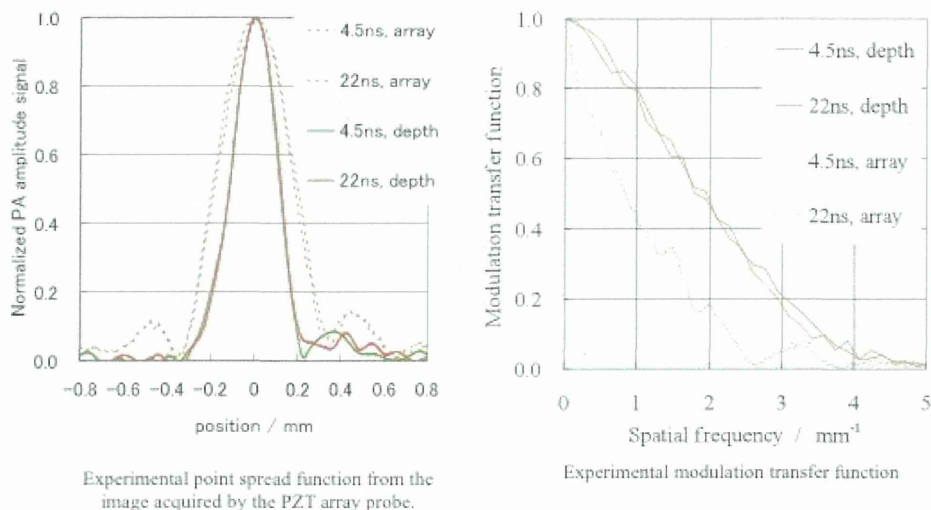 Normalized PA amplitude signal
1.0
0.8
0.6
0.4
0.2
0.0
−0.8 −0.6 −0.4 −0.2 0 0.2 0.4 0.6 0.8
position / mm
4.5ns, array
22ns, array
4.5ns, depth
22ns, depth
Experimental point spread function from the
image acquired by the PZT array probe.
Modulation transfer function
1.0
0.8
0.6
0.4
0.2
0.0
0 1 2 3 4 5
Spatial frequency / mm⁻¹
4.5ns, depth
22ns, depth
4.5ns, array
22ns, array
Experimental modulation transfer function